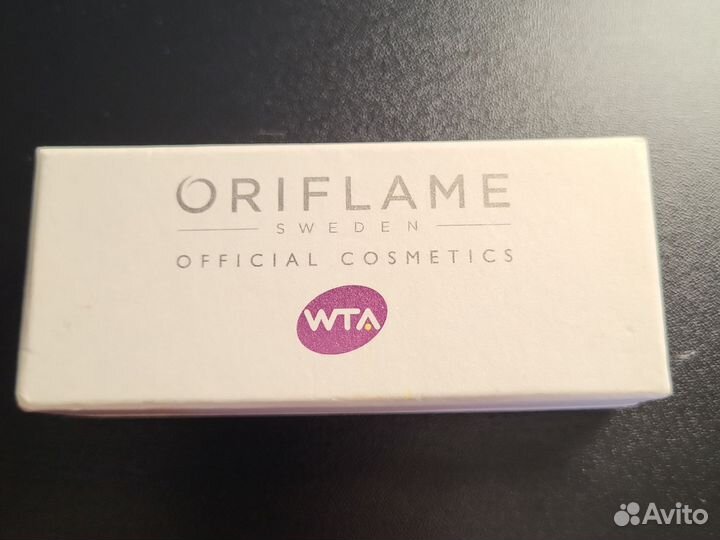 ORIFLAME
SWEDEN
OFFICIAL COSMETICS
WTA
Avito